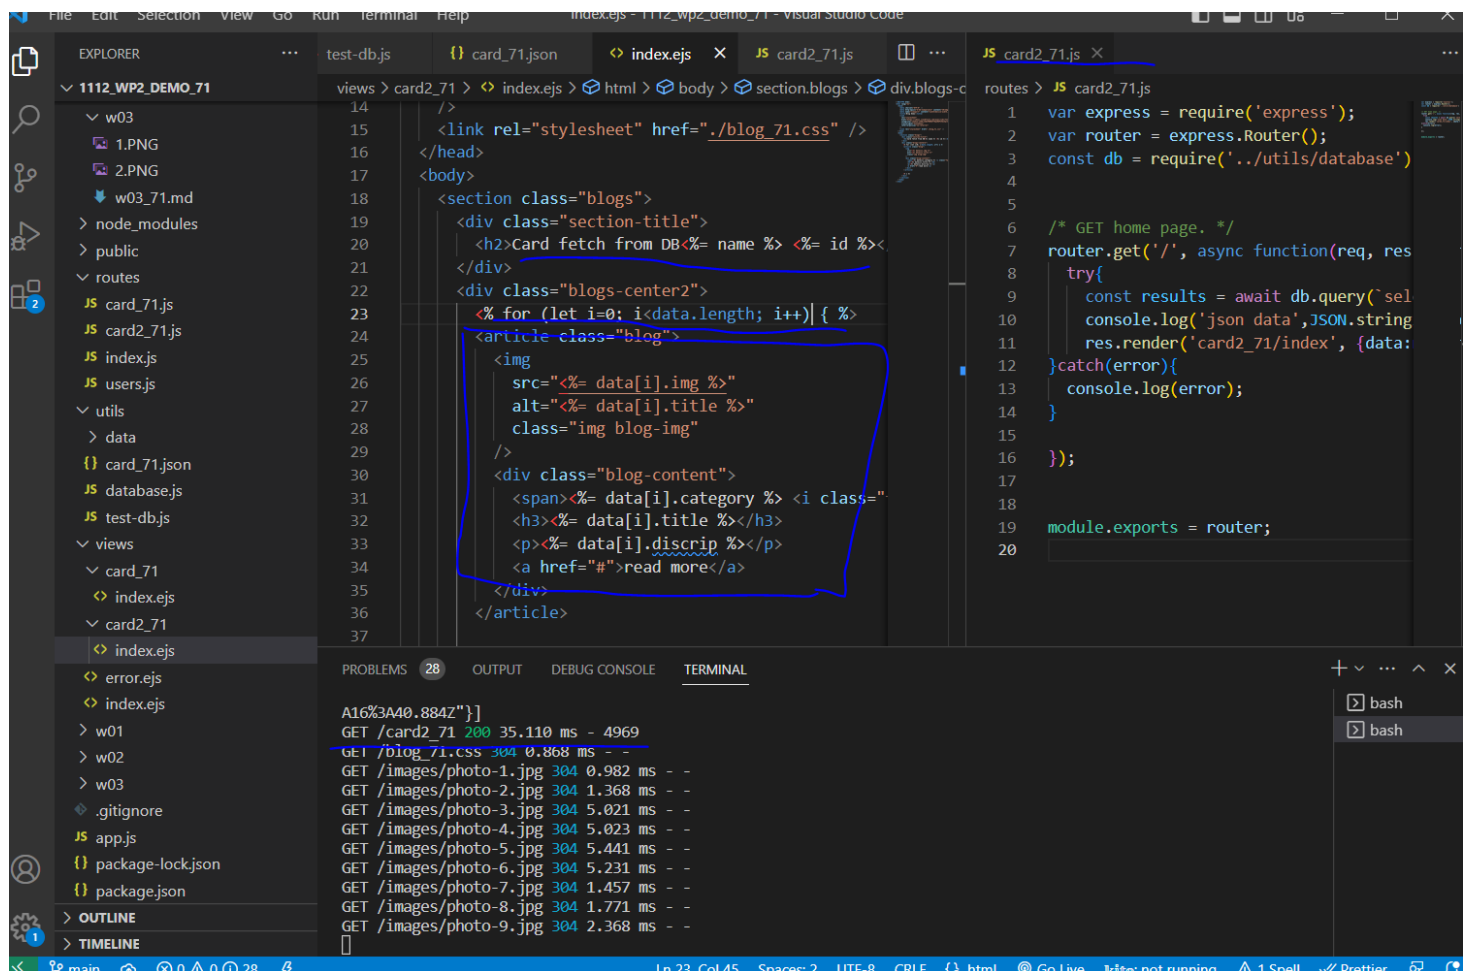 File Edit Selection View Go Run Terminal Help
index.ejs - 1112_wp2_demo_71 - Visual Studio Code
EXPLORER
1112_WP2_DEMO_71
w03
1.PNG
2.PNG
w03_71.md
node_modules
public
routes
JS card_71.js
JS card2_71.js
JS index.js
JS users.js
utils
data
{} card_71.json
JS database.js
JS test-db.js
views
card_71
<> index.ejs
card2_71
<> index.ejs
<> error.ejs
<> index.ejs
w01
w02
w03
.gitignore
JS app.js
{} package-lock.json
{} package.json
OUTLINE
TIMELINE
2
1
test-db.js {} card_71.json <> index.ejs JS card2_71.js
views > card2_71 > <> index.ejs > html > body > section.blogs > div.blogs-c
14 />
15 <link rel="stylesheet" href="./blog_71.css" />
16 </head>
17 <body>
18 <section class="blogs">
19 <div class="section-title">
20 <h2>Card fetch from DB<%= name %> <%= id %><
21 </div>
22 <div class="blogs-center2">
23 <% for (let i=0; i<data.length; i++) { %>
24 <article class="blog">
25 <img
26 src="<%= data[i].img %>"
27 alt="<%= data[i].title %>"
28 class="img blog-img"
29 />
30 <div class="blog-content">
31 <span><%= data[i].category %> <i class="
32 <h3><%= data[i].title %></h3>
33 <p><%= data[i].discrip %></p>
34 <a href="#">read more</a>
35 </div>
36 </article>
37
JS card2_71.js
routes > JS card2_71.js
1 var express = require('express');
2 var router = express.Router();
3 const db = require('../utils/database')
4
5
6 /* GET home page. */
7 router.get('/', async function(req, res
8 try{
9 const results = await db.query(`sel
10 console.log('json data',JSON.string
11 res.render('card2_71/index', {data:
12 }catch(error){
13 console.log(error);
14 }
15
16 });
17
18
19 module.exports = router;
20
PROBLEMS 28 OUTPUT DEBUG CONSOLE TERMINAL
bash
bash
A16%3A40.884Z"}]
GET /card2_71 200 35.110 ms - 4969
GET /blog_71.css 304 0.868 ms - -
GET /images/photo-1.jpg 304 0.982 ms - -
GET /images/photo-2.jpg 304 1.368 ms - -
GET /images/photo-3.jpg 304 5.021 ms - -
GET /images/photo-4.jpg 304 5.023 ms - -
GET /images/photo-5.jpg 304 5.441 ms - -
GET /images/photo-6.jpg 304 5.231 ms - -
GET /images/photo-7.jpg 304 1.457 ms - -
GET /images/photo-8.jpg 304 1.771 ms - -
GET /images/photo-9.jpg 304 2.368 ms - -
main 0 0 28 Ln 23, Col 45 Spaces: 2 UTF-8 CRLF {} html Go Live kite: not running 1 Spell Prettier